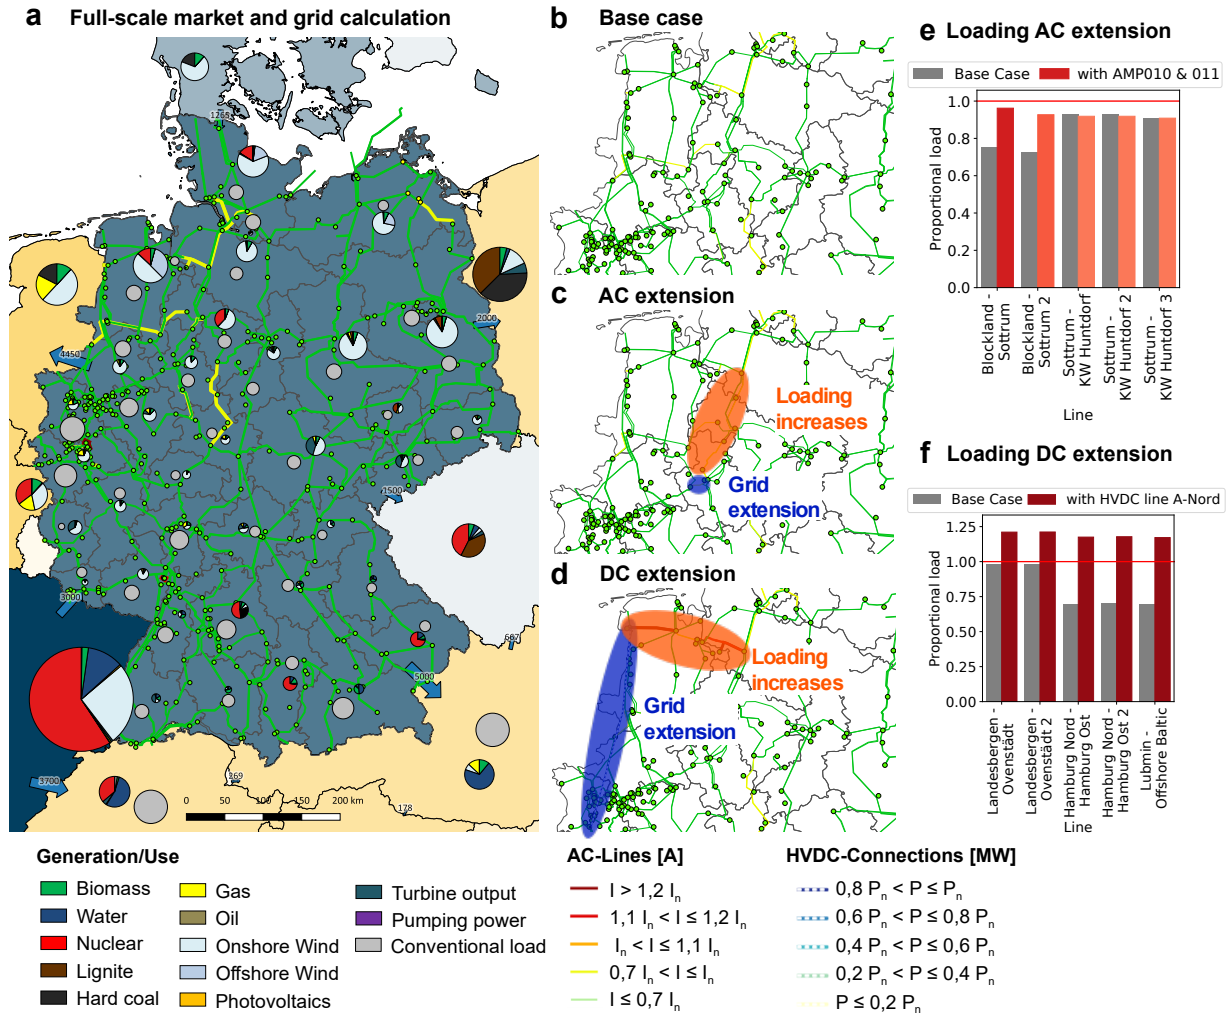 a Full-scale market and grid calculation
1265
2000
4450
1500
3000
667
5000
3700
269
178
0 50 100 150 200 km
b Base case
c AC extension
Loading
increases
Grid
extension
d DC extension
Loading
increases
Grid
extension
e Loading AC extension
Base Case with AMP010 & 011
Proportional load
1.0
0.8
0.6
0.4
0.2
0.0
Blockland -
Sottrum
Blockland -
Sottrum 2
Sottrum -
KW Huntdorf
Sottrum -
KW Huntdorf 2
Sottrum -
KW Huntdorf 3
Line
f Loading DC extension
Base Case with HVDC line A-Nord
Proportional load
1.25
1.00
0.75
0.50
0.25
0.00
Landesbergen -
Ovenstädt
Landesbergen -
Ovenstädt 2
Hamburg Nord -
Hamburg Ost
Hamburg Nord -
Hamburg Ost 2
Lubmin -
Offshore Baltic
Line
Generation/Use
Biomass
Water
Nuclear
Lignite
Hard coal
Gas
Oil
Onshore Wind
Offshore Wind
Photovoltaics
Turbine output
Pumping power
Conventional load
AC-Lines [A]
I > 1,2 Iₙ
1,1 Iₙ < I ≤ 1,2 Iₙ
Iₙ < I ≤ 1,1 Iₙ
0,7 Iₙ < I ≤ Iₙ
I ≤ 0,7 Iₙ
HVDC-Connections [MW]
0,8 Pₙ < P ≤ Pₙ
0,6 Pₙ < P ≤ 0,8 Pₙ
0,4 Pₙ < P ≤ 0,6 Pₙ
0,2 Pₙ < P ≤ 0,4 Pₙ
P ≤ 0,2 Pₙ